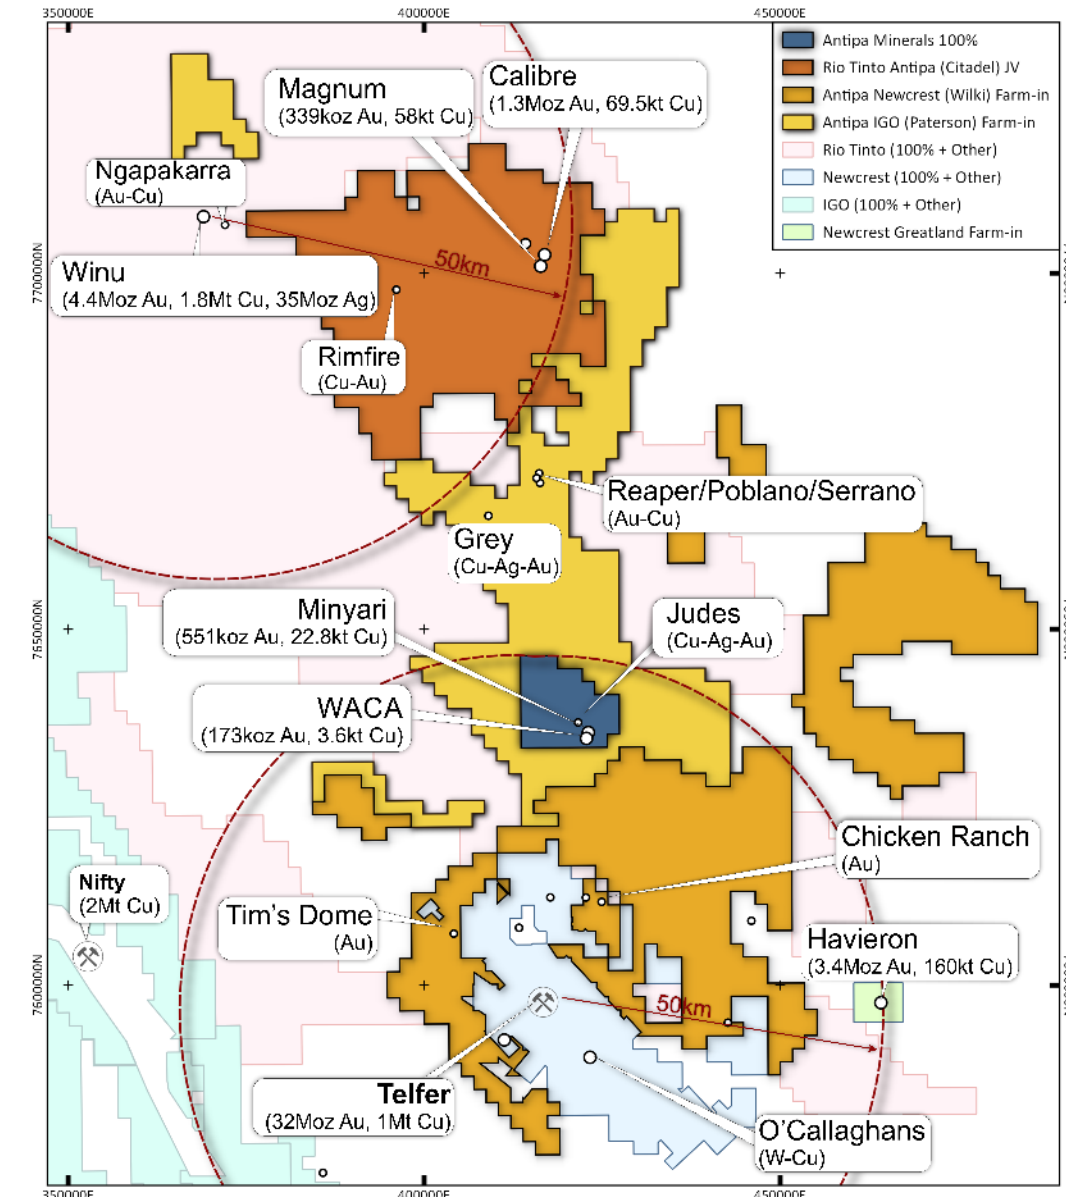 350000E
400000E
450000E
Antipa Minerals 100%
Rio Tinto Antipa (Citadel) JV
Antipa Newcrest (Wilki) Farm-in
Antipa IGO (Paterson) Farm-in
Rio Tinto (100% + Other)
Newcrest (100% + Other)
IGO (100% + Other)
Newcrest Greatland Farm-in
Magnum
(339koz Au, 58kt Cu)
Calibre
(1.3Moz Au, 69.5kt Cu)
Ngapakarra
(Au-Cu)
Winu
(4.4Moz Au, 1.8Mt Cu, 35Moz Ag)
50km
7700000N
Rimfire
(Cu-Au)
Reaper/Poblano/Serrano
(Au-Cu)
Grey
(Cu-Ag-Au)
Minyari
(551koz Au, 22.8kt Cu)
Judes
(Cu-Ag-Au)
7650000N
WACA
(173koz Au, 3.6kt Cu)
Chicken Ranch
(Au)
Nifty
(2Mt Cu)
Tim's Dome
(Au)
Havieron
(3.4Moz Au, 160kt Cu)
7600000N
50km
Telfer
(32Moz Au, 1Mt Cu)
O'Callaghans
(W-Cu)
350000E
400000E
450000E